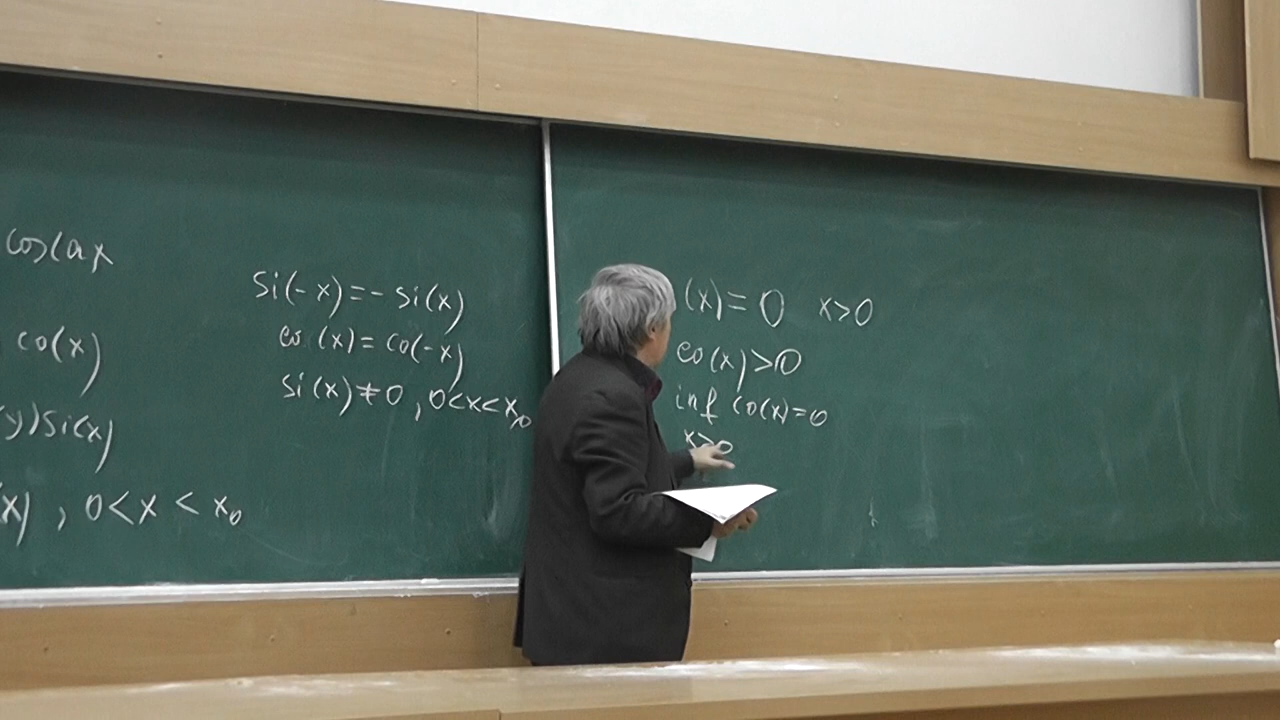 cos(ax
co(x)
y)si(x)
x) , 0<x < x₀
si(-x)=-si(x)
co(x)=co(-x)
si(x)≠0 , 0<x<x₀
(x)=0 x>0
co(x)>0
inf co(x)=0
x>0